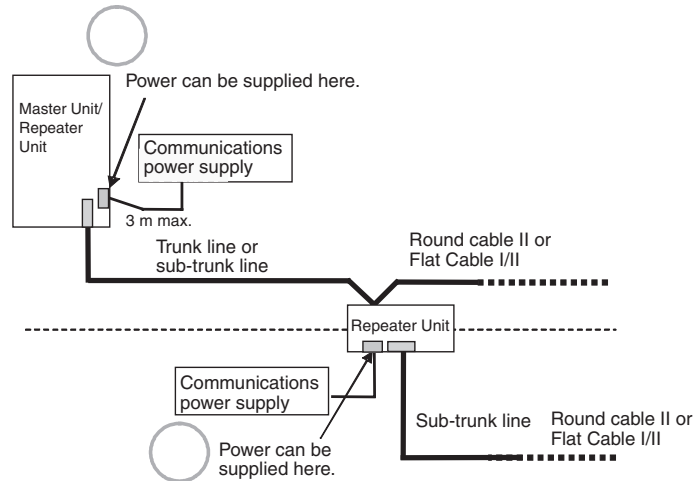 Power can be supplied here.
Master Unit/
Repeater
Unit
Communications
power supply
3 m max.
Trunk line or
sub-trunk line
Round cable II or
Flat Cable I/II
Repeater Unit
Communications
power supply
Power can be
supplied here.
Sub-trunk line
Round cable II or
Flat Cable I/II